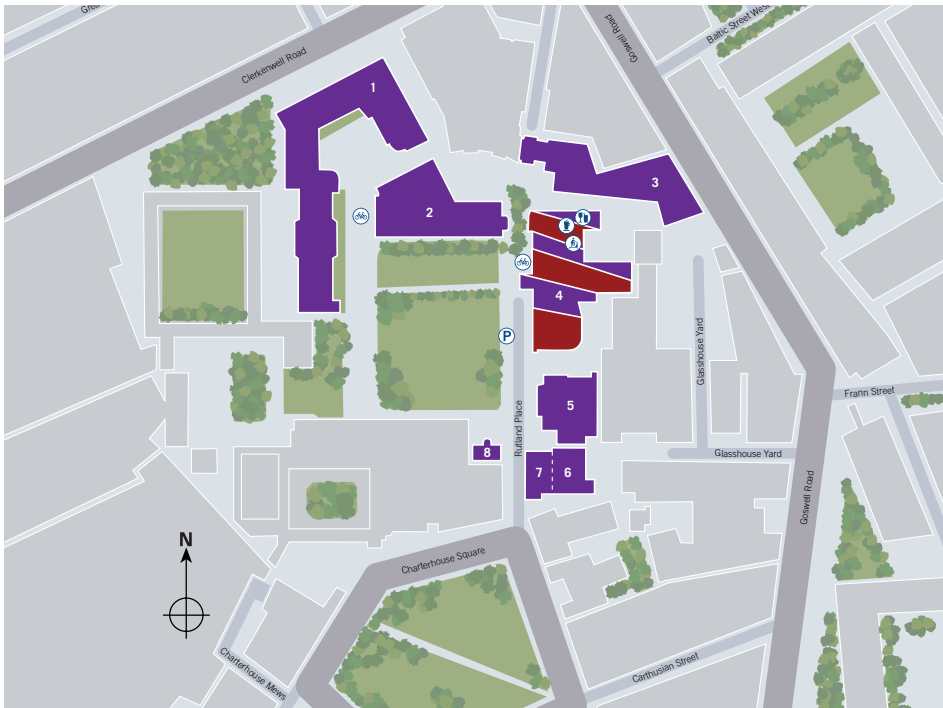 Gre
Clerkenwell Road
Goswell Road
Baltic Street West
1
2
3
4
P
5
6
7
8
Rutland Place
Glasshouse Yard
Glasshouse Yard
Frann Street
Goswell Road
N
Charterhouse Square
Charterhouse Mews
Carthusian Street